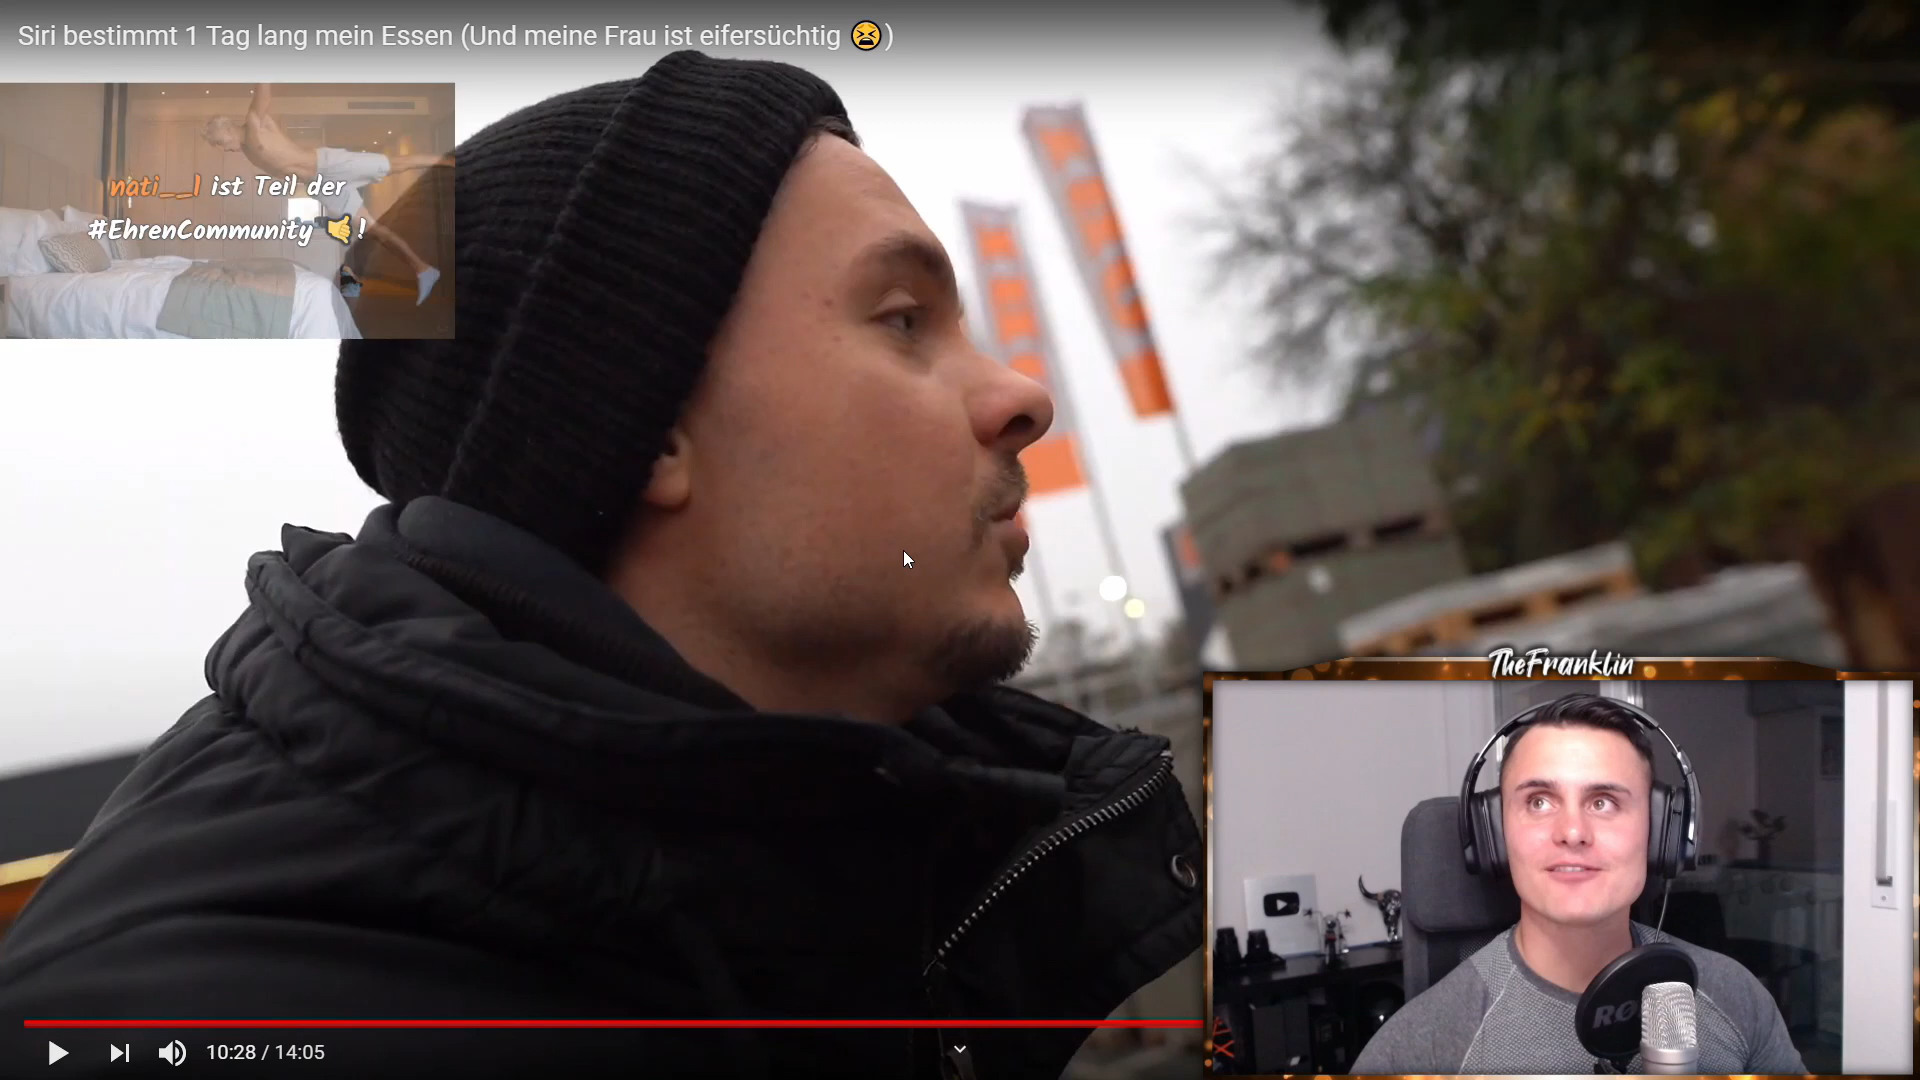 Siri bestimmt 1 Tag lang mein Essen (Und meine Frau ist eifersüchtig 😫)
nati__l ist Teil der
#EhrenCommunity 🤙!
TheFranklin
10:28 / 14:05